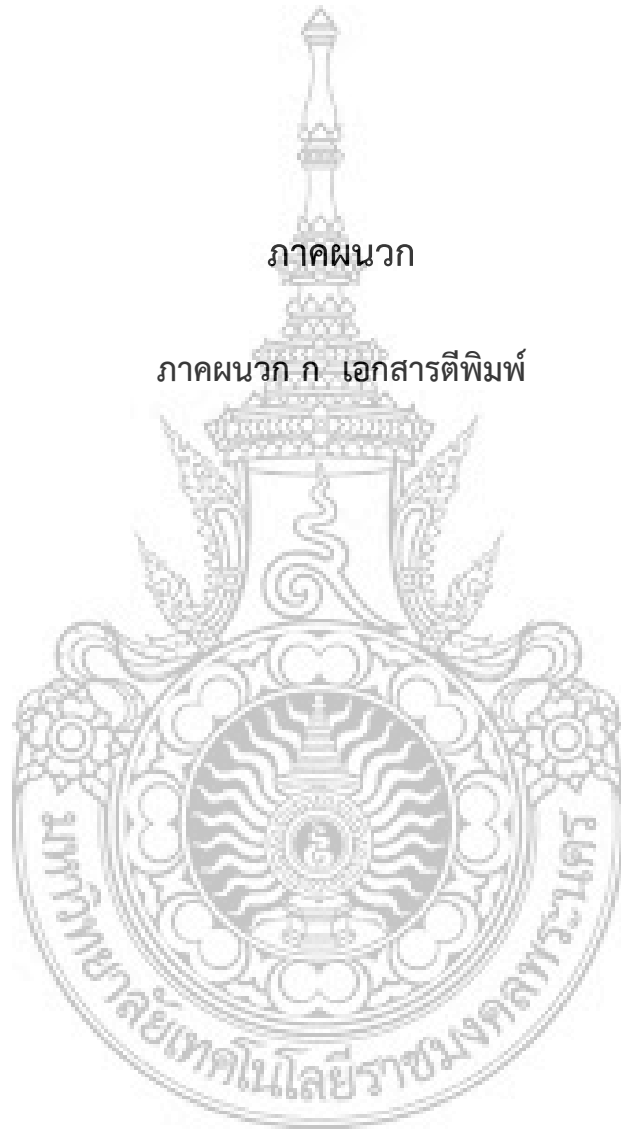 ภาคผนวก
ภาคผนวก ก เอกสารตีพิมพ์
มหาวิทยาลัยเทคโนโลยีราชมงคลพระนคร